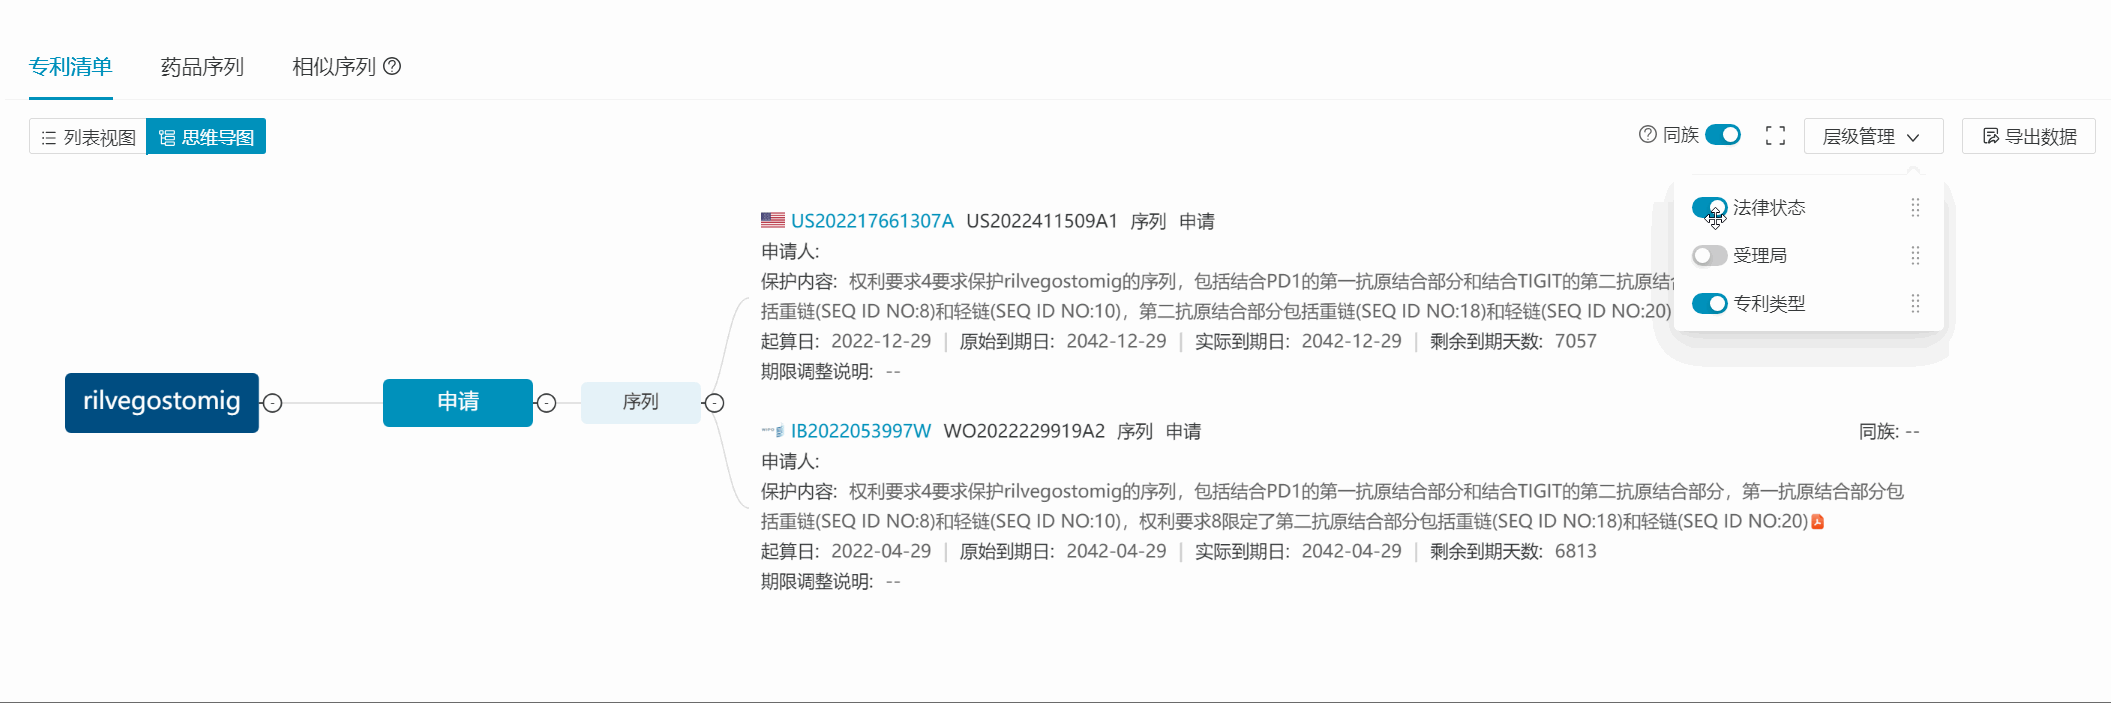 专利清单 药品序列 相似序列
列表视图 思维导图 同族 层级管理 导出数据
法律状态
受理局
专利类型
US202217661307A US2022411509A1 序列 申请
申请人:
保护内容: 权利要求4要求保护rilvegostomig的序列，包括结合PD1的第一抗原结合部分和结合TIGIT的第二抗原结
括重链(SEQ ID NO:8)和轻链(SEQ ID NO:10)，第二抗原结合部分包括重链(SEQ ID NO:18)和轻链(SEQ ID NO:20)
起算日: 2022-12-29 | 原始到期日: 2042-12-29 | 实际到期日: 2042-12-29 | 剩余到期天数: 7057
期限调整说明: --
rilvegostomig 申请 序列
IB2022053997W WO2022229919A2 序列 申请 同族: --
申请人:
保护内容: 权利要求4要求保护rilvegostomig的序列，包括结合PD1的第一抗原结合部分和结合TIGIT的第二抗原结合部分，第一抗原结合部分包
括重链(SEQ ID NO:8)和轻链(SEQ ID NO:10)，权利要求8限定了第二抗原结合部分包括重链(SEQ ID NO:18)和轻链(SEQ ID NO:20)
起算日: 2022-04-29 | 原始到期日: 2042-04-29 | 实际到期日: 2042-04-29 | 剩余到期天数: 6813
期限调整说明: --